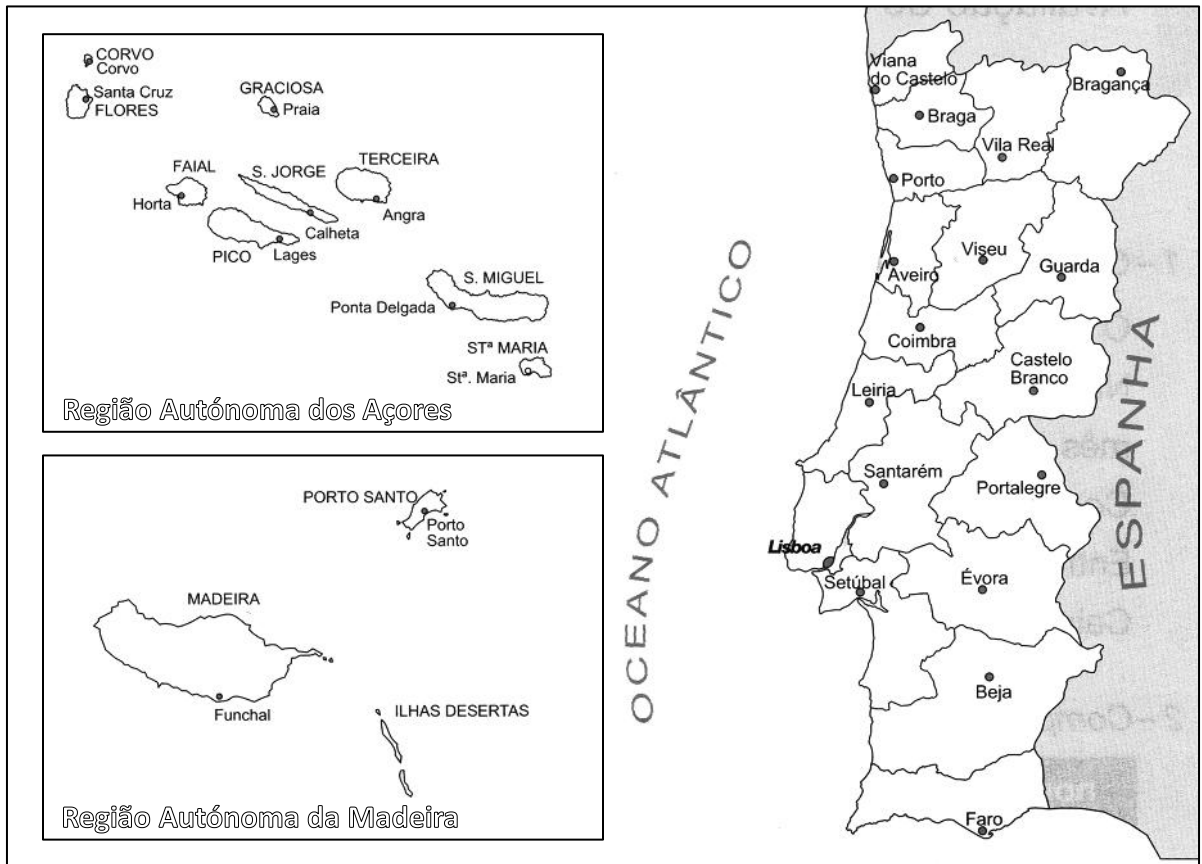 CORVO
Corvo
Santa Cruz
FLORES
GRACIOSA
Praia
FAIAL
Horta
S. JORGE
Calheta
TERCEIRA
Angra
PICO
Lages
S. MIGUEL
Ponta Delgada
STª MARIA
Stª. Maria
Região Autónoma dos Açores
PORTO SANTO
Porto
Santo
MADEIRA
Funchal
ILHAS DESERTAS
Região Autónoma da Madeira
OCEANO ATLÂNTICO
Viana
do Castelo
Bragança
Braga
Vila Real
Porto
Viseu
Aveiro
Guarda
Coimbra
Castelo
Branco
Leiria
Santarém
Portalegre
Lisboa
Setúbal
Évora
Beja
Faro
ESPANHA